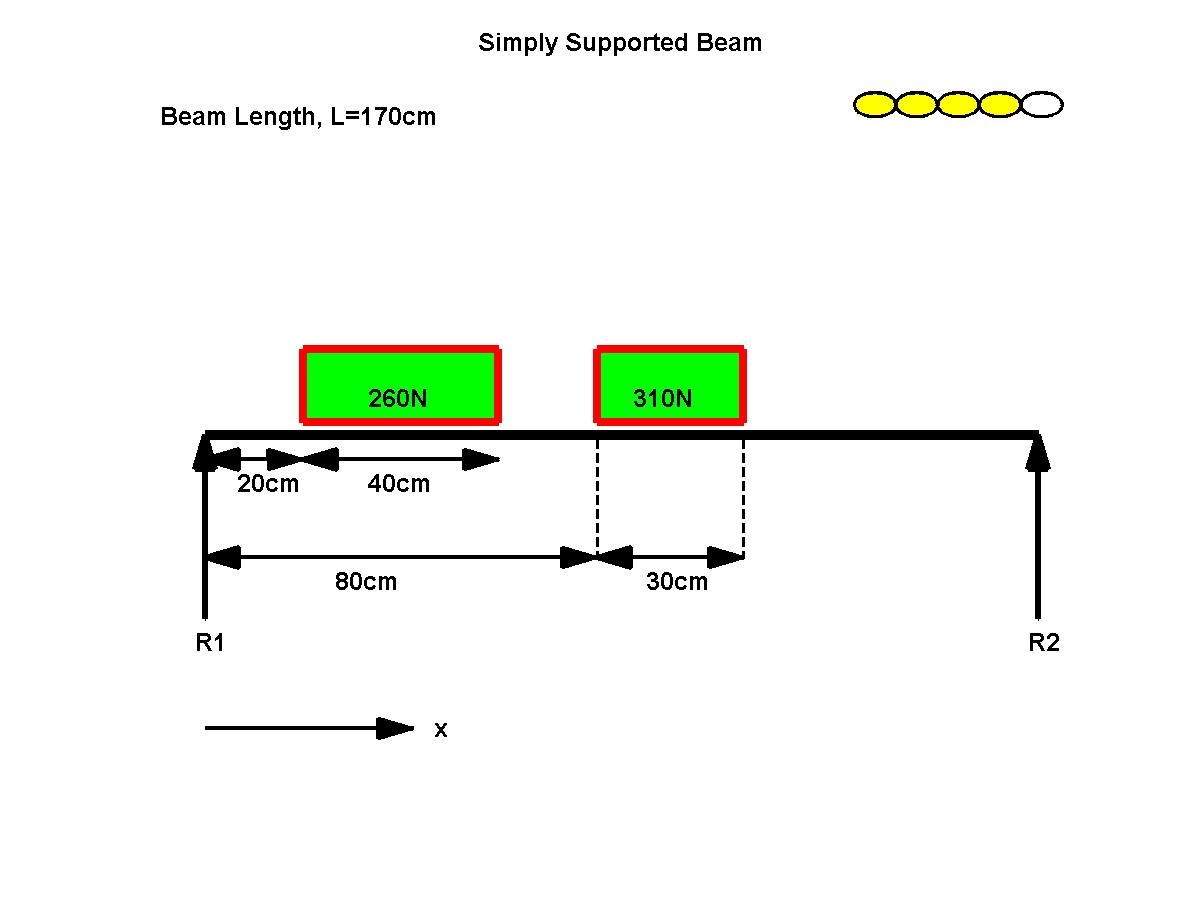 Simply Supported Beam
Beam Length, L=170cm
260N
310N
20cm
40cm
80cm
30cm
R1
R2
x